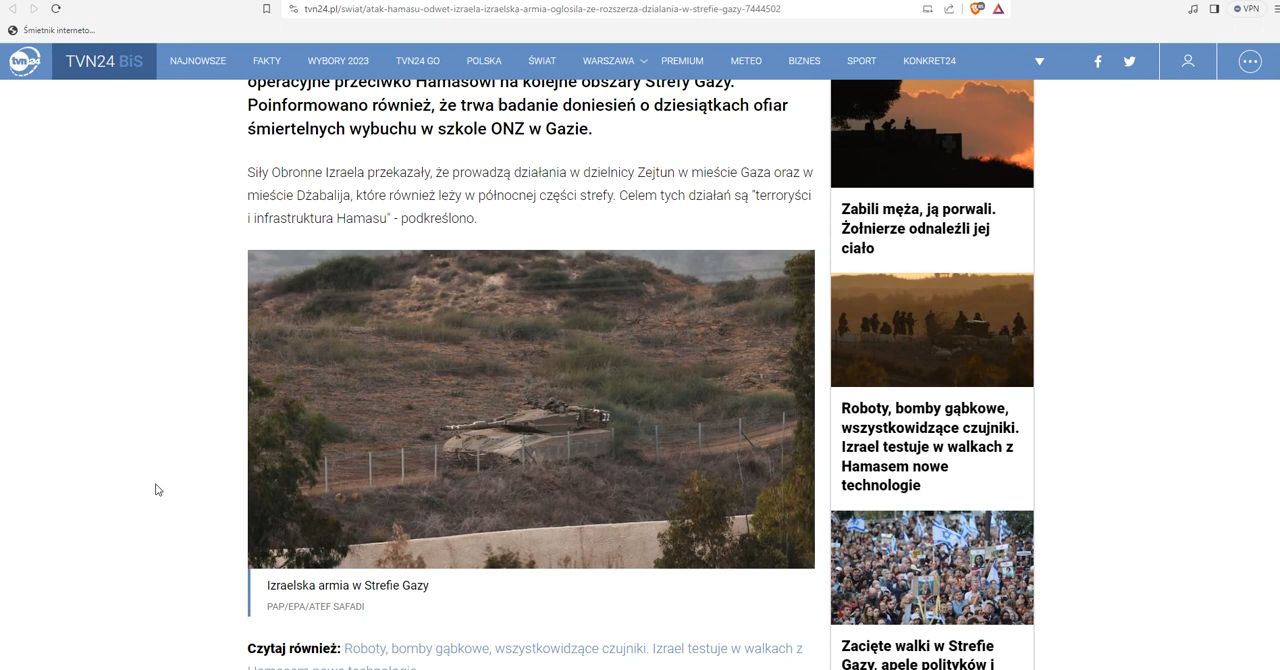 tvn24.pl/swiat/atak-hamasu-odwet-izraela-izraelska-armia-oglosila-ze-rozszerza-dzialania-w-strefie-gazy-7444502
VPN
Śmietnik interneto...
tvn24
TVN24 BiS
NAJNOWSZE
FAKTY
WYBORY 2023
TVN24 GO
POLSKA
ŚWIAT
WARSZAWA
PREMIUM
METEO
BIZNES
SPORT
KONKRET24
operacyjne przeciwko Hamasowi na kolejne obszary Strefy Gazy.
Poinformowano również, że trwa badanie doniesień o dziesiątkach ofiar
śmiertelnych wybuchu w szkole ONZ w Gazie.
Siły Obronne Izraela przekazały, że prowadzą działania w dzielnicy Zejtun w mieście Gaza oraz w
mieście Dżabalija, które również leży w północnej części strefy. Celem tych działań są "terroryści
i infrastruktura Hamasu" - podkreślono.
Izraelska armia w Strefie Gazy
PAP/EPA/ATEF SAFADI
Czytaj również: Roboty, bomby gąbkowe, wszystkowidzące czujniki. Izrael testuje w walkach z
Hamasem nowe technologie
Zabili męża, ją porwali.
Żołnierze odnaleźli jej
ciało
Roboty, bomby gąbkowe,
wszystkowidzące czujniki.
Izrael testuje w walkach z
Hamasem nowe
technologie
Zacięte walki w Strefie
Gazy, apele polityków i